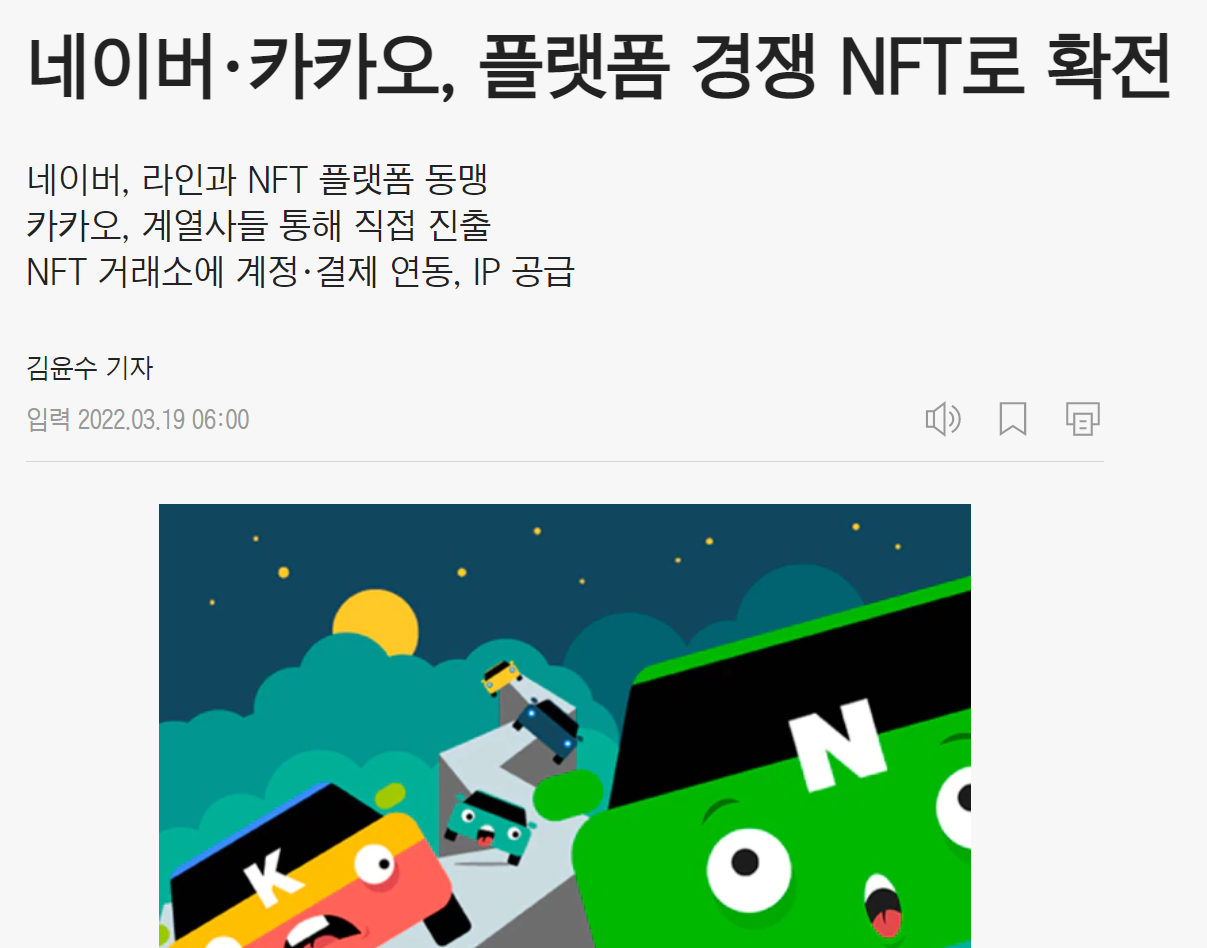 네이버·카카오, 플랫폼 경쟁 NFT로 확전
네이버, 라인과 NFT 플랫폼 동맹
카카오, 계열사들 통해 직접 진출
NFT 거래소에 계정·결제 연동, IP 공급
김윤수 기자
입력 2022.03.19 06:00
N
K